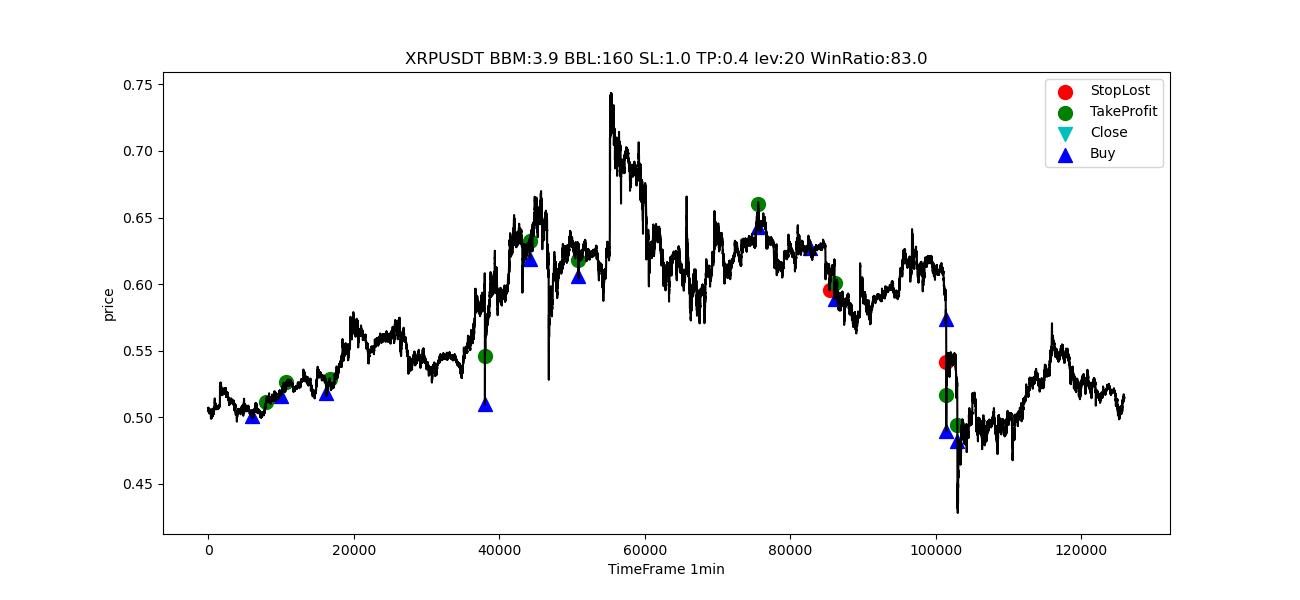 XRPUSDT BBM:3.9 BBL:160 SL:1.0 TP:0.4 lev:20 WinRatio:83.0
StopLost
TakeProfit
Close
Buy
price
0.75
0.70
0.65
0.60
0.55
0.50
0.45
0 20000 40000 60000 80000 100000 120000
TimeFrame 1min